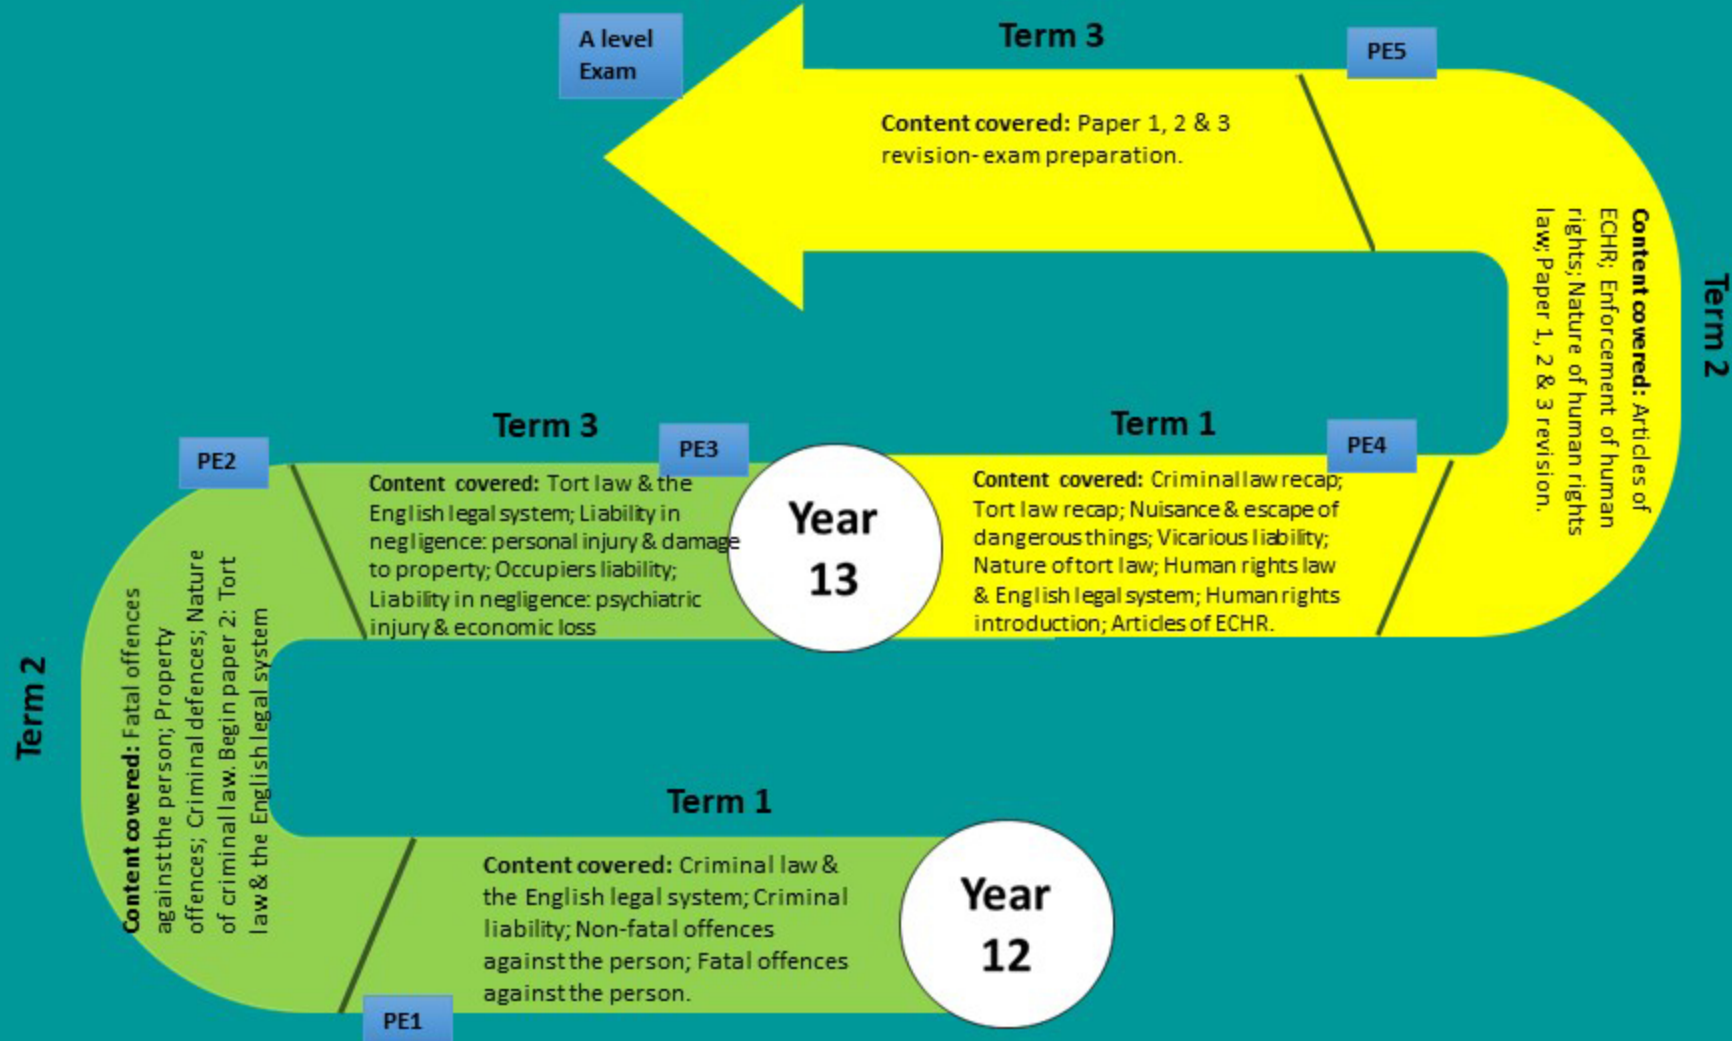 A level
Exam
Term 3
PE5
Content covered: Paper 1, 2 & 3
revision- exam preparation.
Term 2
Content covered: Articles of
ECHR; Enforcement of human
rights; Nature of human rights
law; Paper 1, 2 & 3 revision.
Term 1
PE4
Content covered: Criminal law recap;
Tort law recap; Nuisance & escape of
dangerous things; Vicarious liability;
Nature of tort law; Human rights law
& English legal system; Human rights
introduction; Articles of ECHR.
Year
13
Term 3
PE3
PE2
Content covered: Tort law & the
English legal system; Liability in
negligence: personal injury & damage
to property; Occupiers liability;
Liability in negligence: psychiatric
injury & economic loss
Term 2
Content covered: Fatal offences
against the person; Property
offences; Criminal defences; Nature
of criminal law. Begin paper 2: Tort
law & the English legal system
Term 1
Content covered: Criminal law &
the English legal system; Criminal
liability; Non-fatal offences
against the person; Fatal offences
against the person.
PE1
Year
12